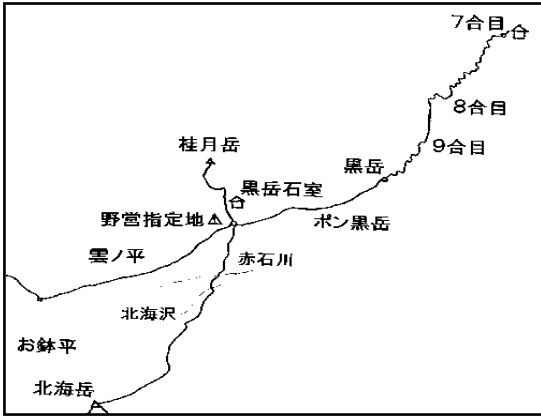 7合目
8合目
9合目
桂月岳
黒岳
黒岳石室
野営指定地
ポン黒岳
雲ノ平
赤石川
北海沢
お鉢平
北海岳